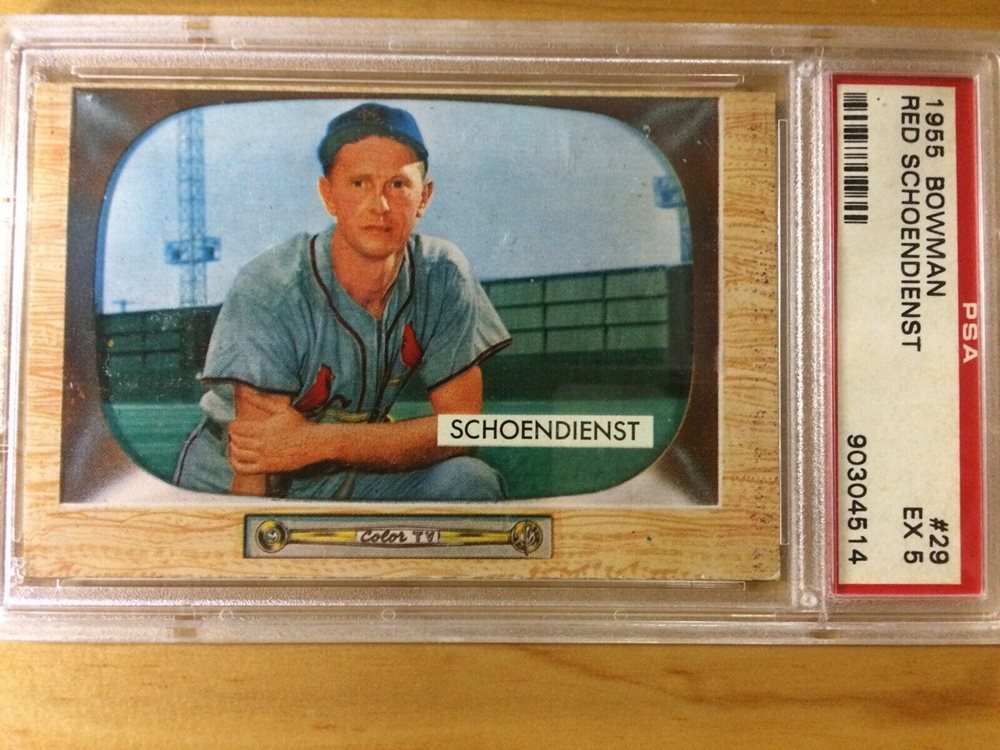 SCHOENDIENST
Color TV!
1955 BOWMAN
RED SCHOENDIENST
PSA
#29
EX 5
90304514